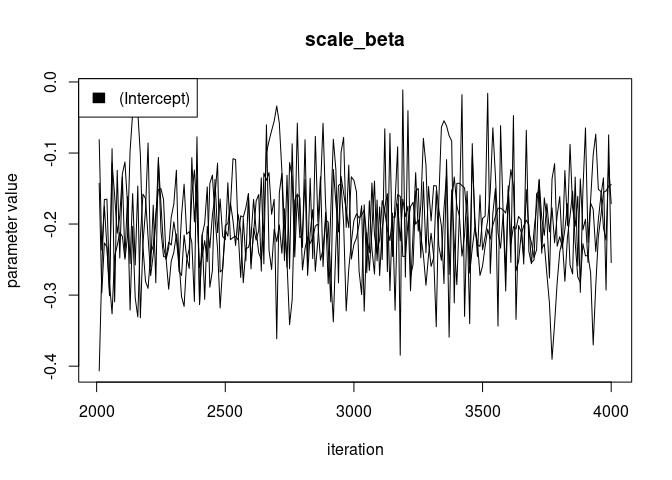 scale_beta
(Intercept)
parameter value
0.0
-0.1
-0.2
-0.3
-0.4
2000 2500 3000 3500 4000
iteration